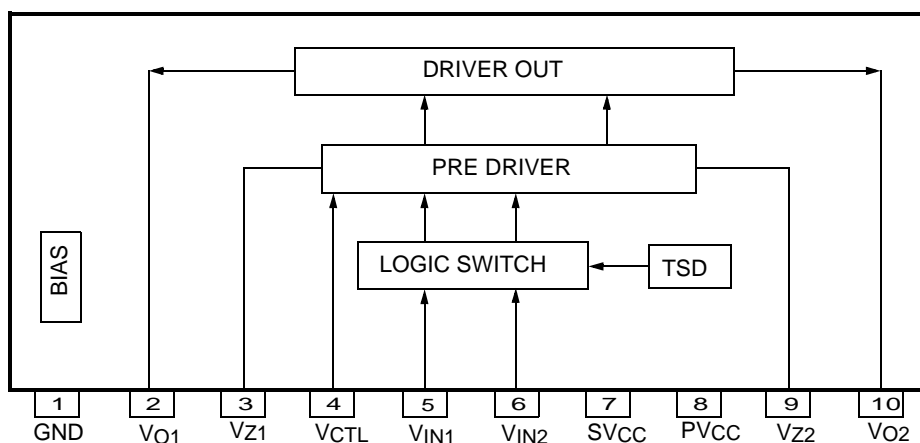 DRIVER OUT
PRE DRIVER
LOGIC SWITCH
TSD
BIAS
1 2 3 4 5 6 7 8 9 10
GND VO1 VZ1 VCTL VIN1 VIN2 SVCC PVCC VZ2 VO2